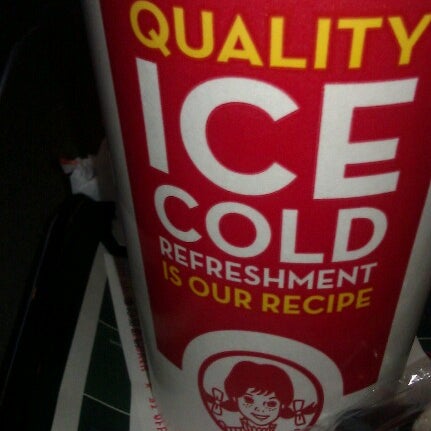 QUALITY
ICE
COLD
REFRESHMENT
IS OUR RECIPE